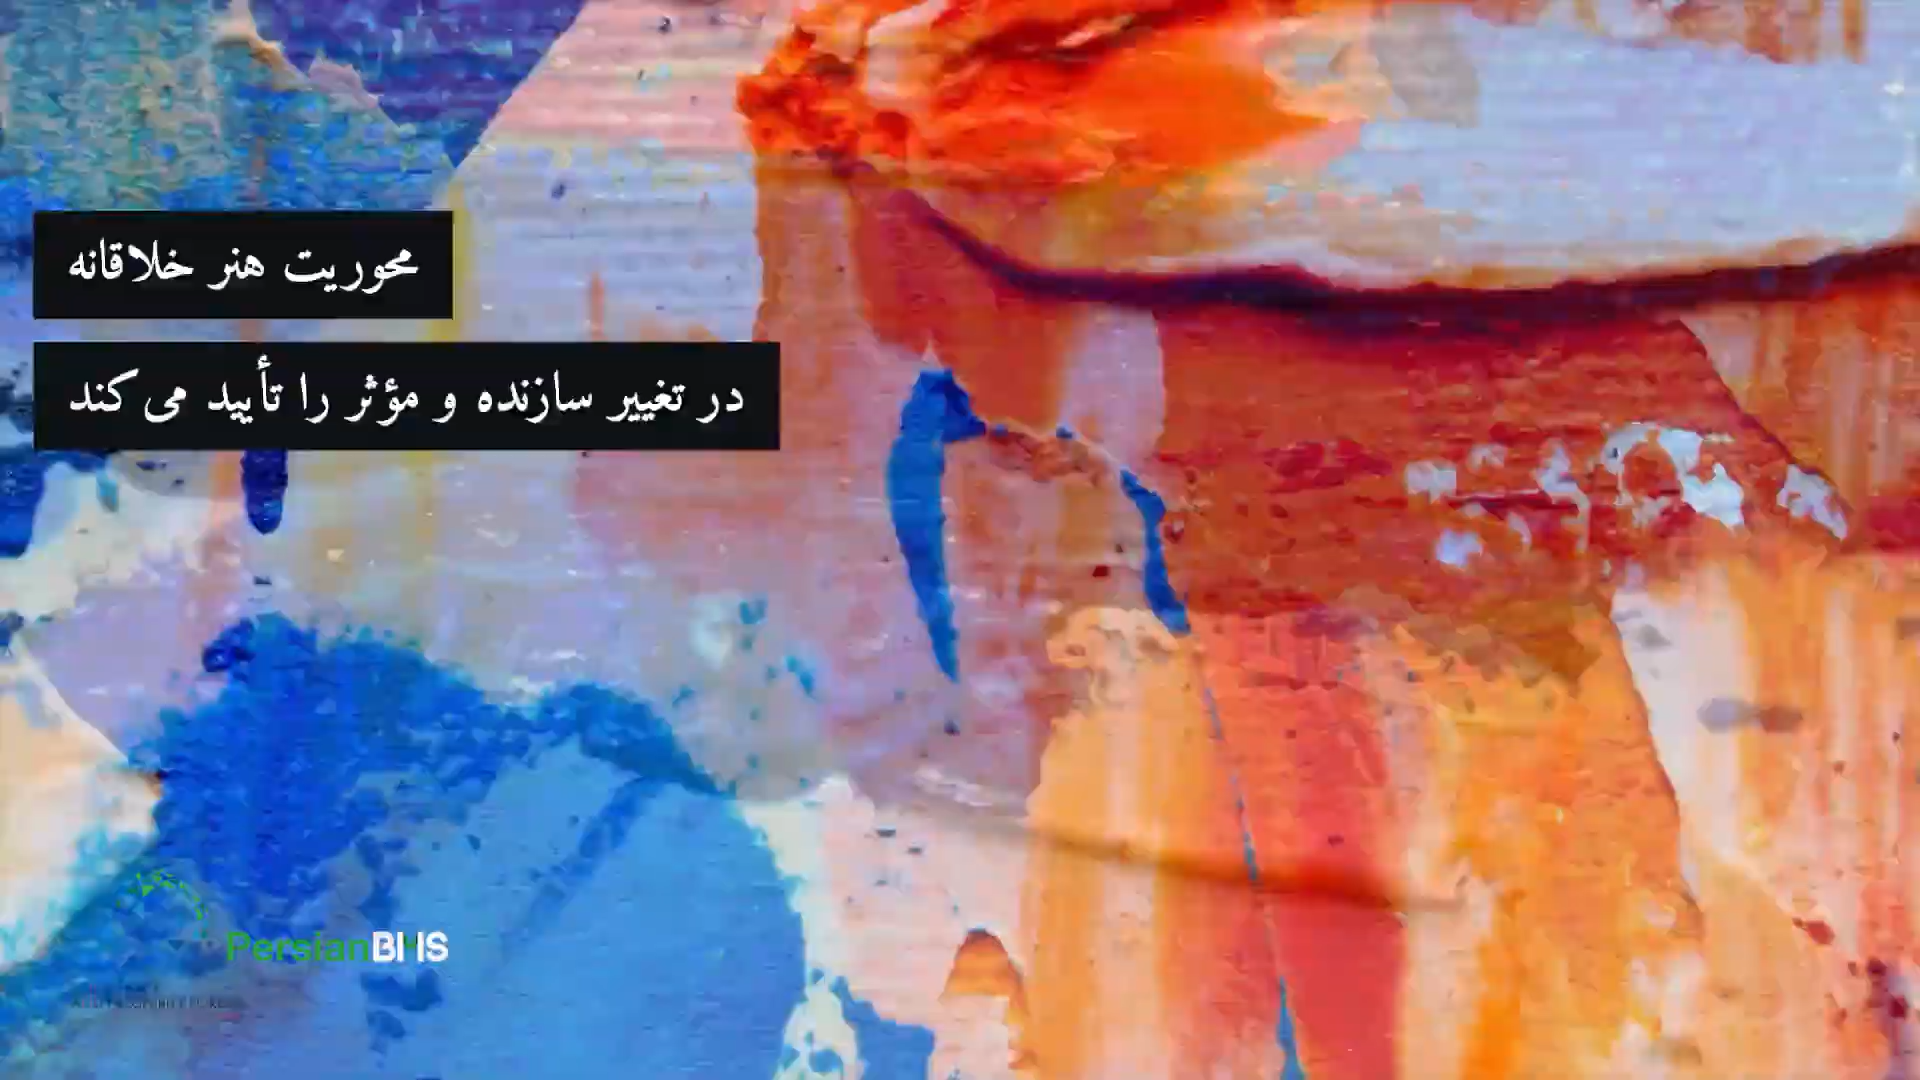 محوریت هنر خلاقانه
در تغییر سازنده و مؤثر را تأیید می‌کند
PersianBMS